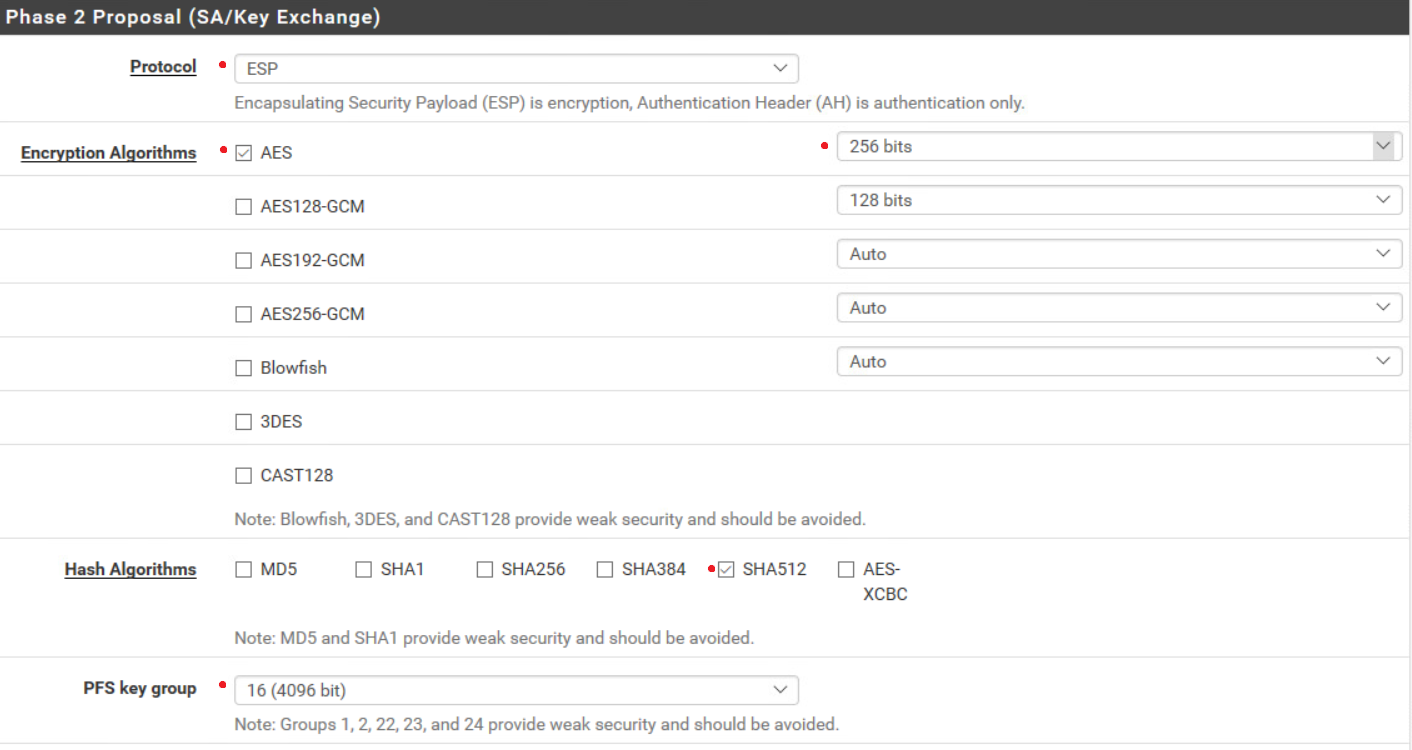 Phase 2 Proposal (SA/Key Exchange)
Protocol ESP
Encapsulating Security Payload (ESP) is encryption, Authentication Header (AH) is authentication only.
Encryption Algorithms AES 256 bits
AES128-GCM 128 bits
AES192-GCM Auto
AES256-GCM Auto
Blowfish Auto
3DES
CAST128
Note: Blowfish, 3DES, and CAST128 provide weak security and should be avoided.
Hash Algorithms MD5 SHA1 SHA256 SHA384 SHA512 AES-
XCBC
Note: MD5 and SHA1 provide weak security and should be avoided.
PFS key group 16 (4096 bit)
Note: Groups 1, 2, 22, 23, and 24 provide weak security and should be avoided.